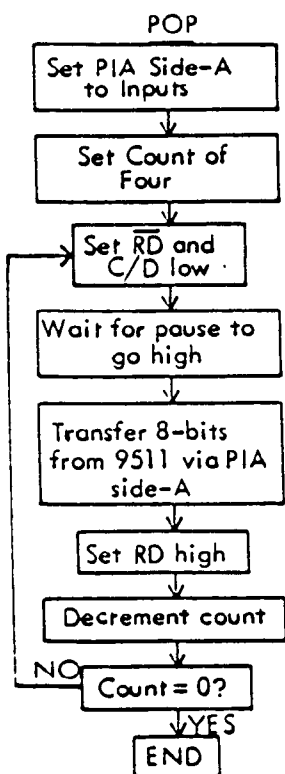 POP
Set PIA Side-A
to Inputs
Set Count of
Four
Set R̅D̅ and
C/D low
Wait for pause to
go high
Transfer 8-bits
from 9511 via PIA
side-A
Set RD high
Decrement count
NO
Count = 0?
YES
END